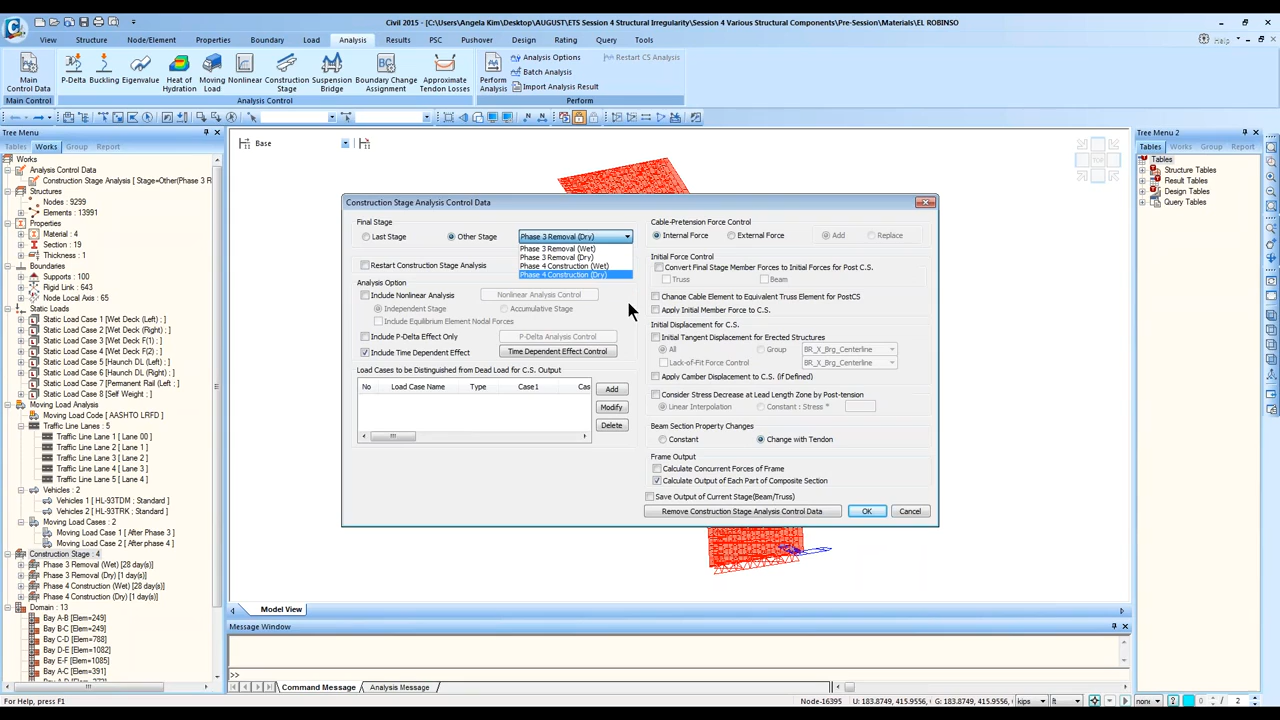 Civil 2015 - [C:\Users\Angela Kim\Desktop\AUGUST\ETS Session 4 Structural Irregularity\Session 4 Various Structural Components\Pre-Session\Materials\EL ROBINSO
View Structure Node/Element Properties Boundary Load Analysis Results PSC Pushover Design Rating Query Tools
Help
Main Control Data
P-Delta Buckling Eigenvalue
Heat of Hydration
Moving Load
Nonlinear
Construction Stage
Suspension Bridge
Boundary Change Assignment
Approximate Tendon Losses
Perform Analysis
Analysis Options
Batch Analysis
Import Analysis Result
Restart CS Analysis
Main Control
Analysis Control
Perform
Tree Menu
Tables Works Group Report
Works
Analysis Control Data
Construction Stage Analysis [ Stage=Other(Phase 3 R
Structures
Nodes : 9299
Elements : 13991
Properties
Material : 4
Section : 19
Thickness : 1
Boundaries
Supports : 100
Rigid Link : 643
Node Local Axis : 65
Static Loads
Static Load Case 1 [Wet Deck (Left) ; ]
Static Load Case 2 [Wet Deck (Right) ; ]
Static Load Case 3 [Wet Deck F(1) ; ]
Static Load Case 4 [Wet Deck F(2) ; ]
Static Load Case 5 [Haunch DL (Left) ; ]
Static Load Case 6 [Haunch DL (Right) ; ]
Static Load Case 7 [Permanent Rail (Left) ; ]
Static Load Case 8 [Self Weight ; ]
Moving Load Analysis
Moving Load Code [ AASHTO LRFD ]
Traffic Line Lanes : 5
Traffic Line Lane 1 [ Lane 00 ]
Traffic Line Lane 2 [ Lane 1 ]
Traffic Line Lane 3 [ Lane 2 ]
Traffic Line Lane 4 [ Lane 3 ]
Traffic Line Lane 5 [ Lane 4 ]
Vehicles : 2
Vehicles 1 [ HL-93TDM ; Standard ]
Vehicles 2 [ HL-93TRK ; Standard ]
Moving Load Cases : 2
Moving Load Case 1 [ After Phase 3 ]
Moving Load Case 2 [ After phase 4 ]
Construction Stage : 4
Phase 3 Removal (Wet) [28 day(s)]
Phase 3 Removal (Dry) [1 day(s)]
Phase 4 Construction (Wet) [28 day(s)]
Phase 4 Construction (Dry) [1 day(s)]
Domain : 13
Bay A-B [Elem=249]
Bay B-C [Elem=249]
Bay C-D [Elem=788]
Bay D-E [Elem=1082]
Bay E-F [Elem=1085]
Bay A-C [Elem=391]
Base
TOP
Construction Stage Analysis Control Data
Final Stage
Last Stage Other Stage Phase 3 Removal (Dry)
Phase 3 Removal (Wet)
Phase 3 Removal (Dry)
Phase 4 Construction (Wet)
Phase 4 Construction (Dry)
Restart Construction Stage Analysis
Analysis Option
Include Nonlinear Analysis Nonlinear Analysis Control
Independent Stage Accumulative Stage
Include Equilibrium Element Nodal Forces
Include P-Delta Effect Only P-Delta Analysis Control
Include Time Dependent Effect Time Dependent Effect Control
Load Cases to be Distinguished from Dead Load for C.S. Output
No Load Case Name Type Case1 Cas
Add
Modify
Delete
Cable-Pretension Force Control
Internal Force External Force Add Replace
Initial Force Control
Convert Final Stage Member Forces to Initial Forces for Post C.S.
Truss Beam
Change Cable Element to Equivalent Truss Element for PostCS
Apply Initial Member Force to C.S.
Initial Displacement for C.S.
Initial Tangent Displacement for Erected Structures
All Group BR_X_Brg_Centerline
Lack-of-Fit Force Control BR_X_Brg_Centerline
Apply Camber Displacement to C.S. (if Defined)
Consider Stress Decrease at Lead Length Zone by Post-tension
Linear Interpolation Constant : Stress *
Beam Section Property Changes
Constant Change with Tendon
Frame Output
Calculate Concurrent Forces of Frame
Calculate Output of Each Part of Composite Section
Save Output of Current Stage(Beam/Truss)
Remove Construction Stage Analysis Control Data OK Cancel
Model View
Message Window
>>
Command Message Analysis Message
Tree Menu 2
Tables Works Group Report
Tables
Structure Tables
Result Tables
Design Tables
Query Tables
For Help, press F1
Node-16395 U: 183.8749, 415.9556, G: 183.8749, 415.9556, kips ft none 2